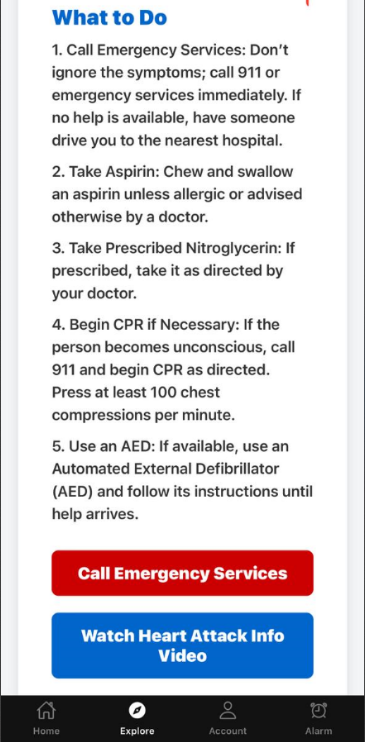 What to Do
1. Call Emergency Services: Don’t
ignore the symptoms; call 911 or
emergency services immediately. If
no help is available, have someone
drive you to the nearest hospital.
2. Take Aspirin: Chew and swallow
an aspirin unless allergic or advised
otherwise by a doctor.
3. Take Prescribed Nitroglycerin: If
prescribed, take it as directed by
your doctor.
4. Begin CPR if Necessary: If the
person becomes unconscious, call
911 and begin CPR as directed.
Press at least 100 chest
compressions per minute.
5. Use an AED: If available, use an
Automated External Defibrillator
(AED) and follow its instructions until
help arrives.
Call Emergency Services
Watch Heart Attack Info
Video
Home Explore Account Alarm